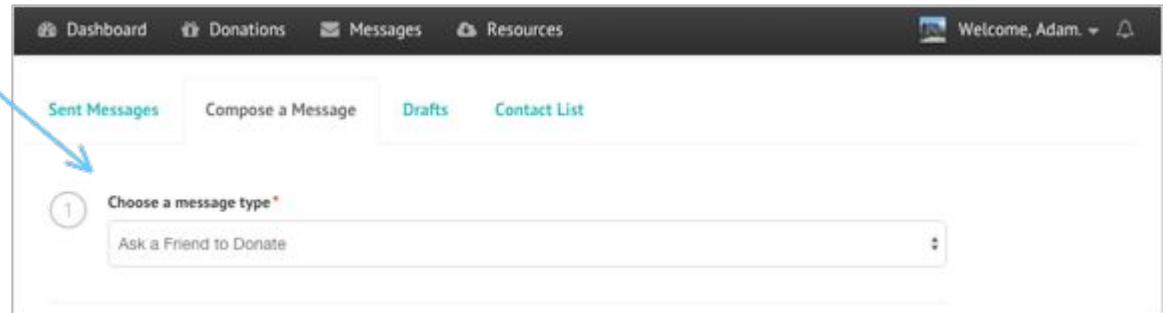 Dashboard Donations Messages Resources Welcome, Adam.
Sent Messages Compose a Message Drafts Contact List
1 Choose a message type*
Ask a Friend to Donate